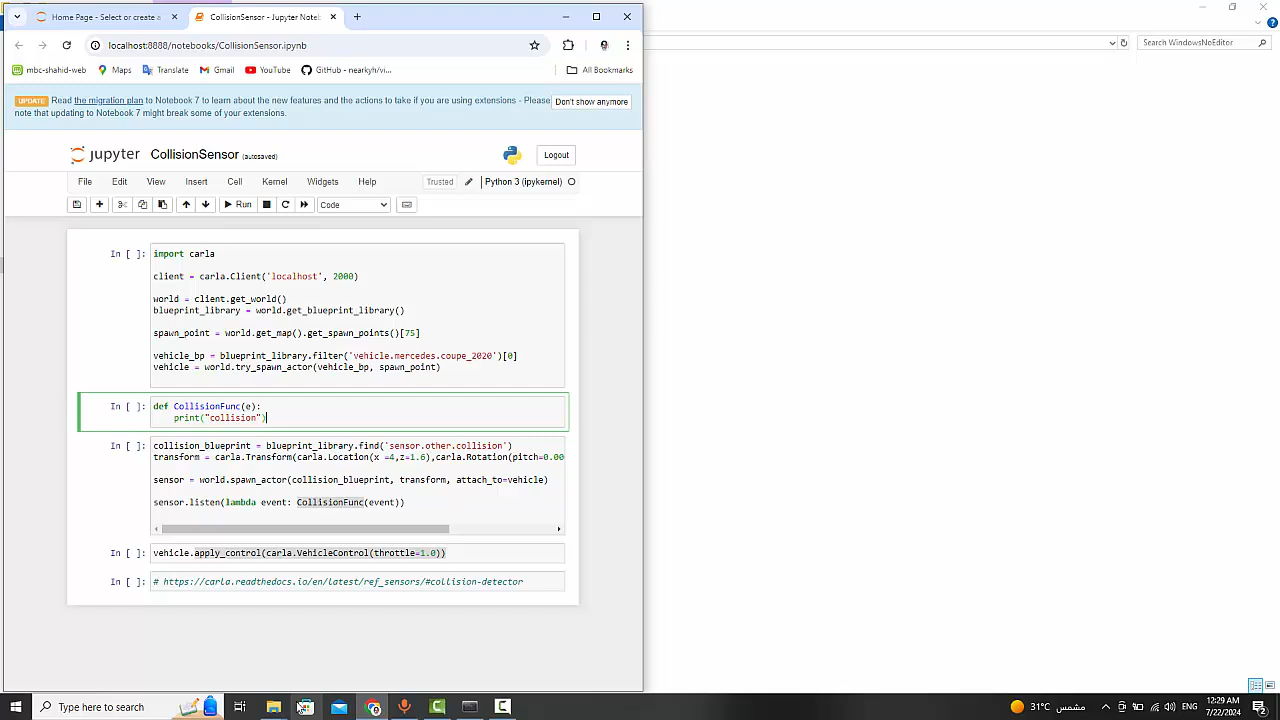 Home Page - Select or create a
CollisionSensor - Jupyter Noteb
localhost:8888/notebooks/CollisionSensor.ipynb
Search WindowsNoEditor
mbc-shahid-web
Maps
Translate
Gmail
YouTube
GitHub - nearkyh/vi...
All Bookmarks
UPDATE Read the migration plan to Notebook 7 to learn about the new features and the actions to take if you are using extensions - Please
note that updating to Notebook 7 might break some of your extensions.
Don't show anymore
jupyter CollisionSensor (autosaved)
Logout
File Edit View Insert Cell Kernel Widgets Help
Trusted
Python 3 (ipykernel)
Run
Code
In [ ]: import carla
client = carla.Client('localhost', 2000)
world = client.get_world()
blueprint_library = world.get_blueprint_library()
spawn_point = world.get_map().get_spawn_points()[75]
vehicle_bp = blueprint_library.filter('vehicle.mercedes.coupe_2020')[0]
vehicle = world.try_spawn_actor(vehicle_bp, spawn_point)
In [ ]: def CollisionFunc(e):
print("collision")
In [ ]: collision_blueprint = blueprint_library.find('sensor.other.collision')
transform = carla.Transform(carla.Location(x =4,z=1.6),carla.Rotation(pitch=0.00
sensor = world.spawn_actor(collision_blueprint, transform, attach_to=vehicle)
sensor.listen(lambda event: CollisionFunc(event))
In [ ]: vehicle.apply_control(carla.VehicleControl(throttle=1.0))
In [ ]: # https://carla.readthedocs.io/en/latest/ref_sensors/#collision-detector
Type here to search
31°C مشمس
ENG
12:29 AM
7/22/2024
2